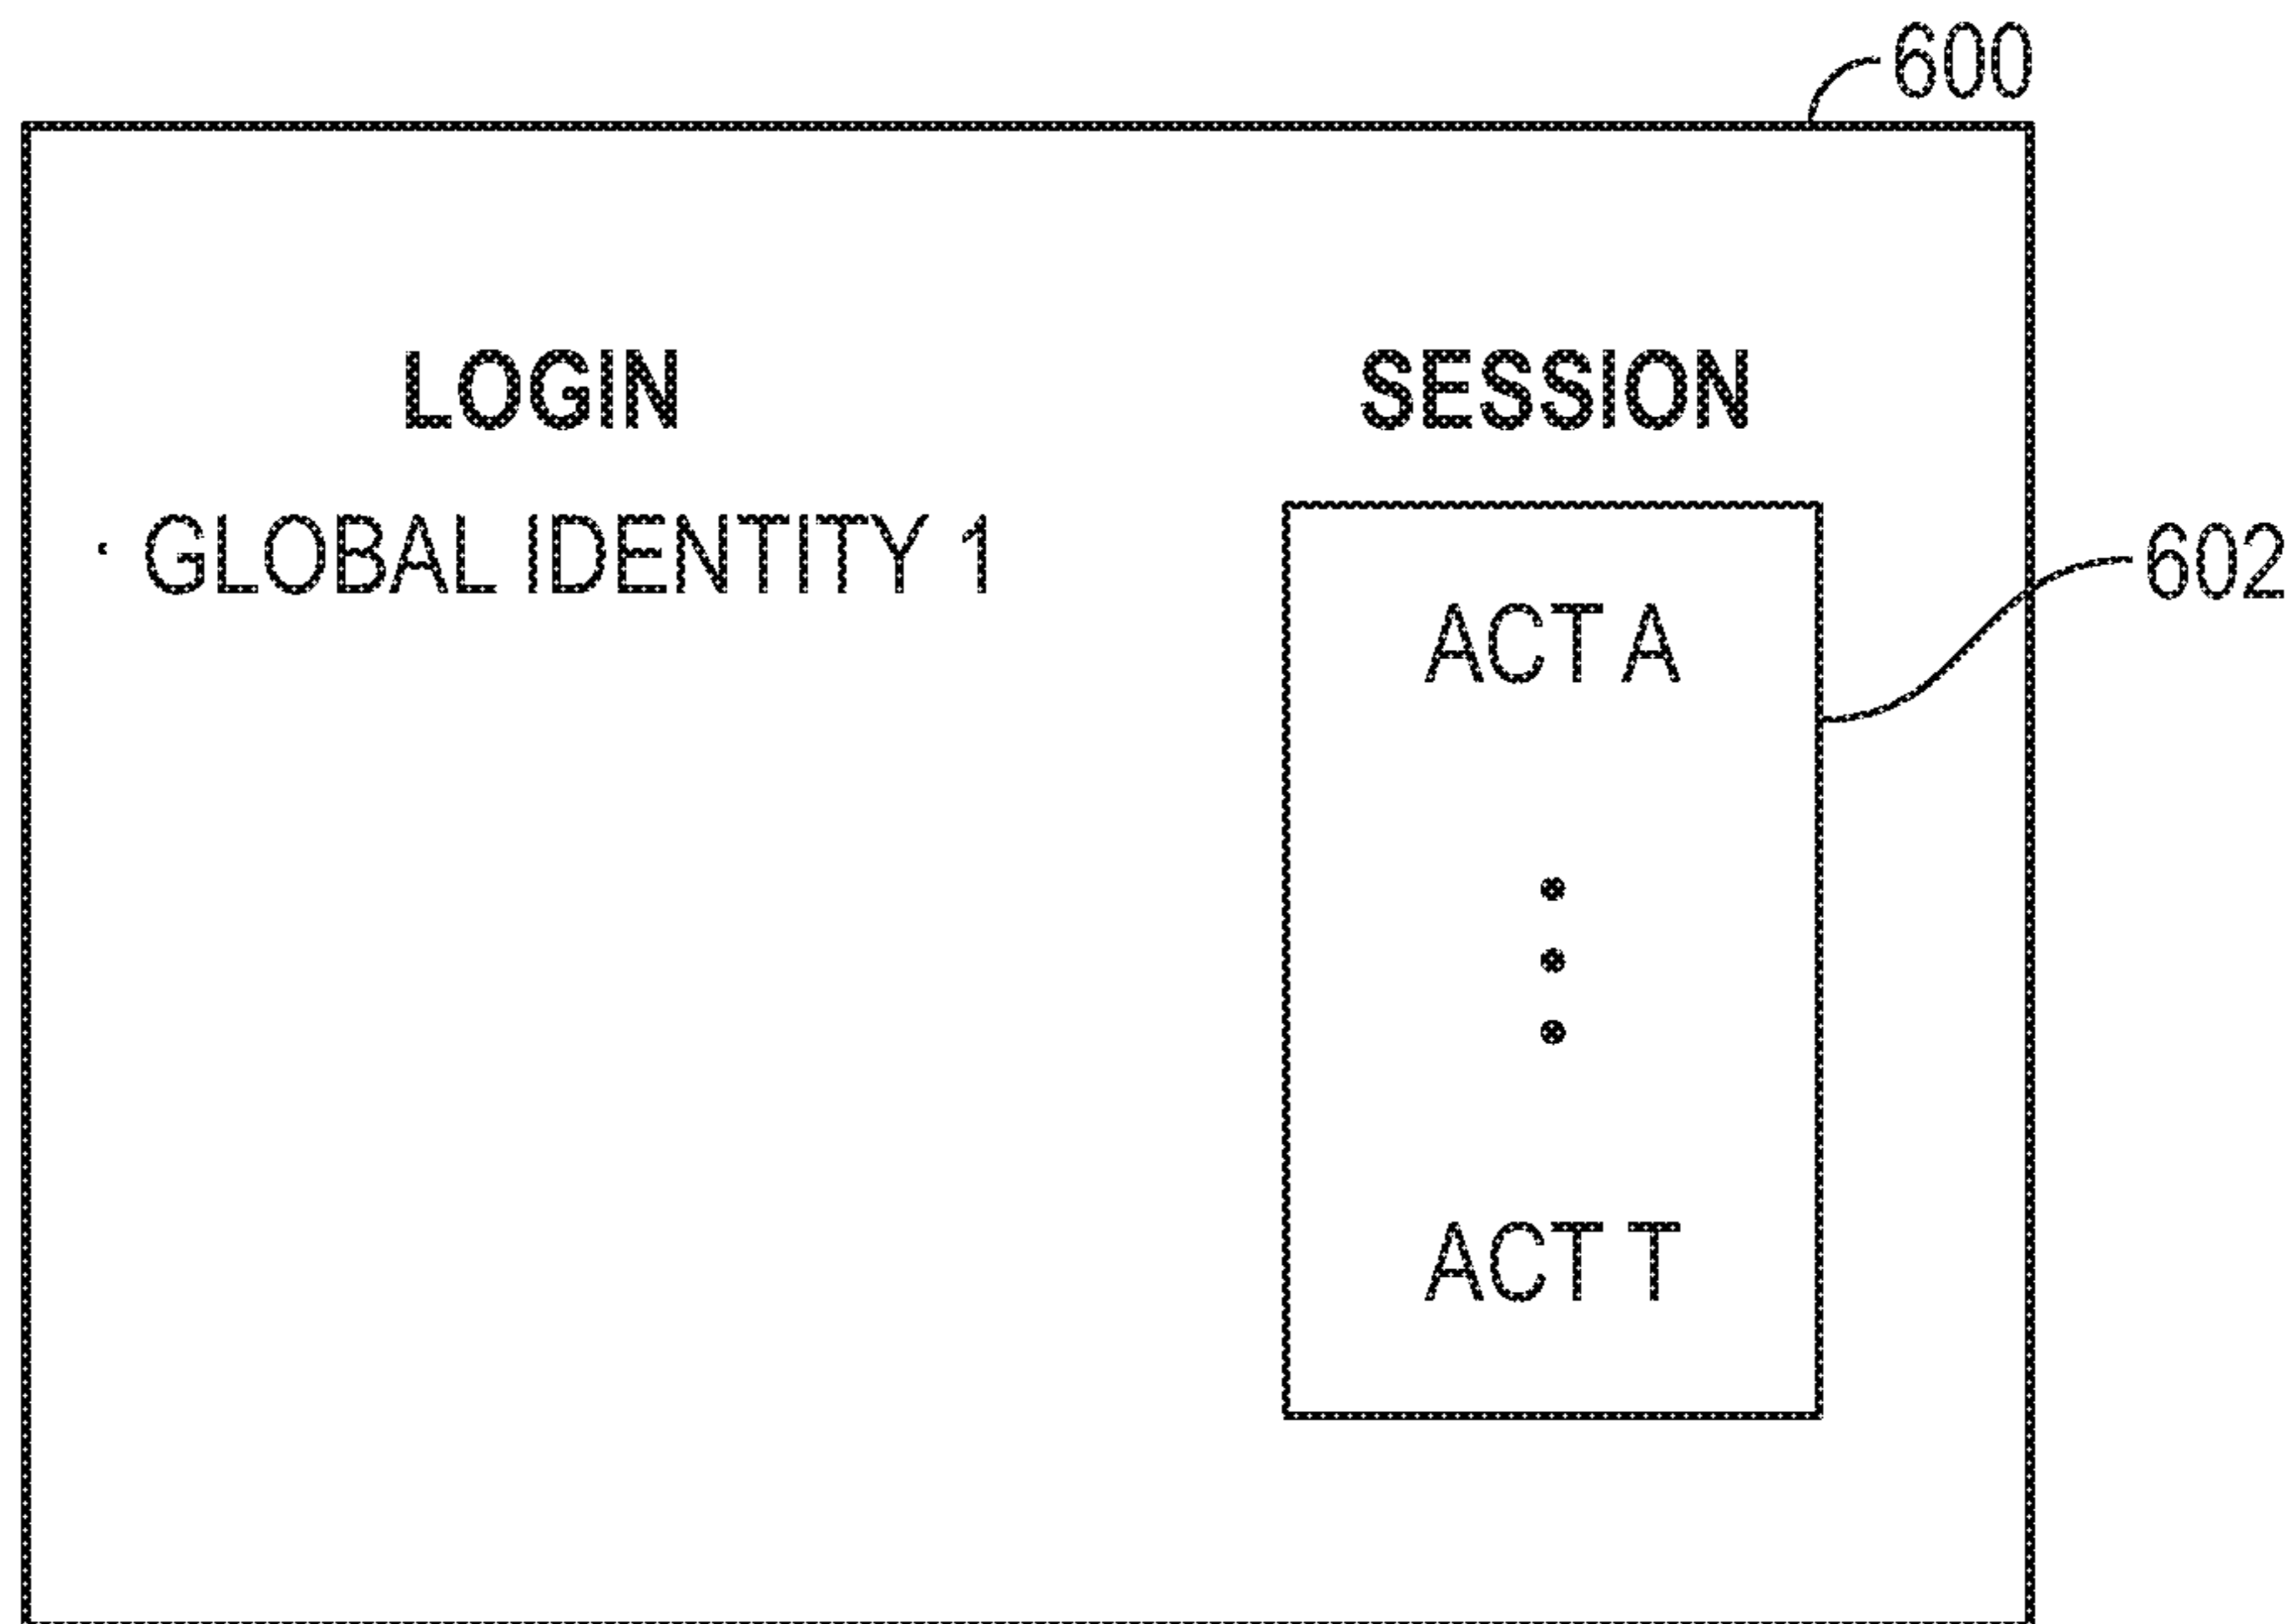 600
LOGIN SESSION
· GLOBAL IDENTITY 1
602
ACT A
ACT T